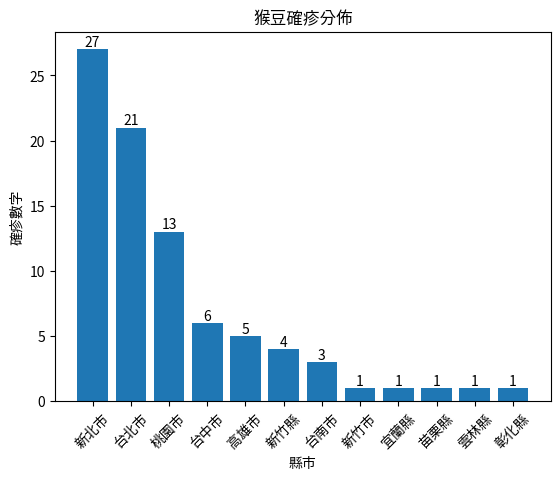 猴豆確疹分佈
27
21
13
6
5
4
3
1
1
1
1
1
25
20
15
10
5
0
確疹數字
新北市
台北市
桃園市
台中市
高雄市
新竹縣
台南市
新竹市
宜蘭縣
苗栗縣
雲林縣
彰化縣
縣市